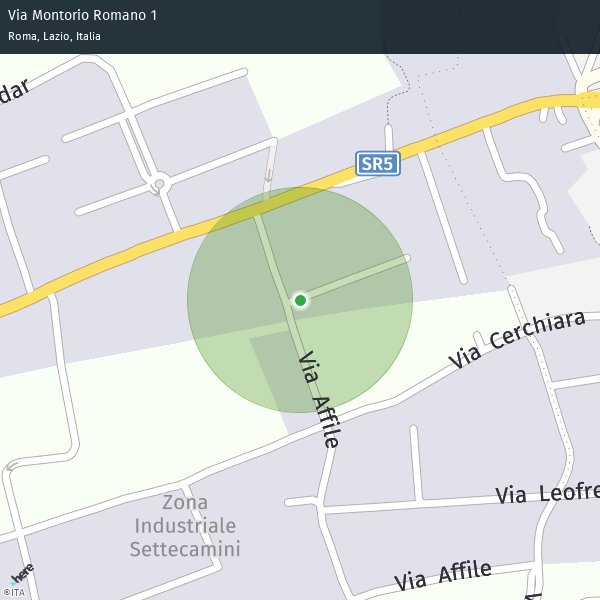 Via Montorio Romano 1
Roma, Lazio, Italia
dar
SR5
Via Cerchiara
Via Affile
Via Leofre
Zona
Industriale
Settecamini
Via Affile
here
©ITA